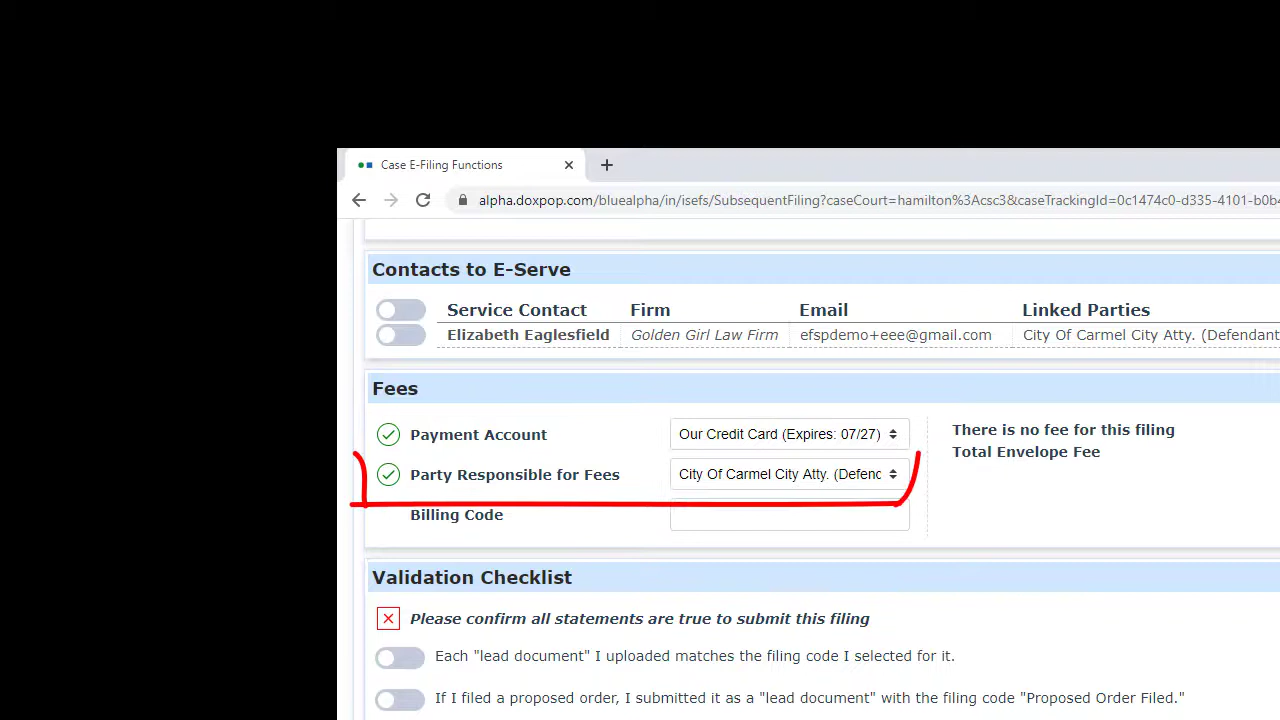 Case E-Filing Functions
alpha.doxpop.com/bluealpha/in/isefs/SubsequentFiling?caseCourt=hamilton%3Acsc3&caseTrackingId=0c1474c0-d335-4101-b0b4
Contacts to E-Serve
Service Contact Firm Email Linked Parties
Elizabeth Eaglesfield Golden Girl Law Firm efspdemo+eee@gmail.com City Of Carmel City Atty. (Defendant
Fees
Payment Account Our Credit Card (Expires: 07/27) There is no fee for this filing
Party Responsible for Fees City Of Carmel City Atty. (Defenc Total Envelope Fee
Billing Code
Validation Checklist
Please confirm all statements are true to submit this filing
Each "lead document" I uploaded matches the filing code I selected for it.
If I filed a proposed order, I submitted it as a "lead document" with the filing code "Proposed Order Filed."